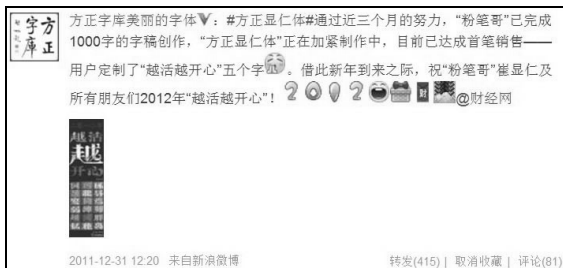 方正
字库
方正字库美丽的字体V：#方正显仁体#通过近三个月的努力，“粉笔哥”已完成
1000字的字稿创作，“方正显仁体”正在加紧制作中，目前已达成首笔销售——
用户定制了“越活越开心”五个字。借此新年到来之际，祝“粉笔哥”崔显仁及
所有朋友们2012年“越活越开心”！2012 财 @财经网
越活
越
开心
2011-12-31 12:20 来自新浪微博
转发(415) | 取消收藏 | 评论(81)